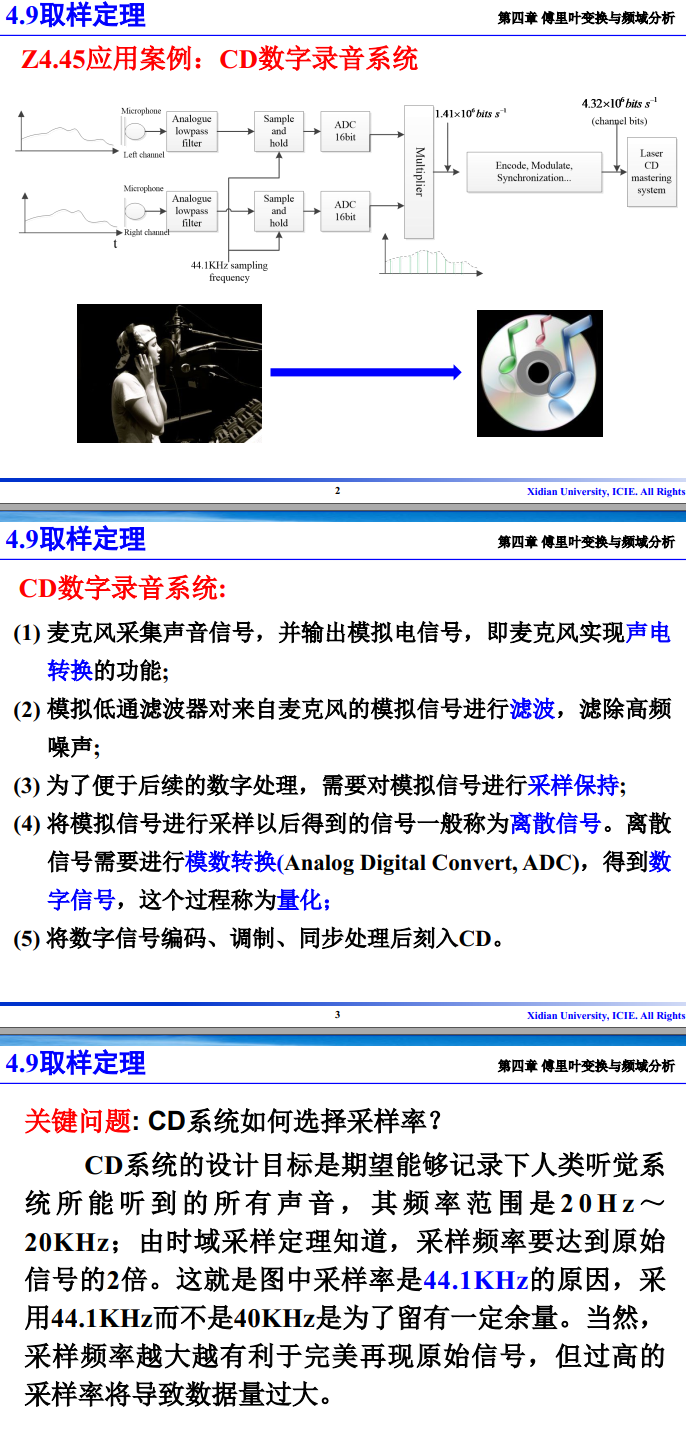 4.9取样定理
第四章 傅里叶变换与频域分析
Z4.45应用案例：CD数字录音系统
Microphone
Analogue lowpass filter
Sample and hold
ADC 16bit
Left channel
Multiplier
1.41×10⁶ bits s⁻¹
4.32×10⁶ bits s⁻¹
(channel bits)
Encode, Modulate, Synchronization...
Laser CD mastering system
Microphone
Analogue lowpass filter
Sample and hold
ADC 16bit
Right channel
t
44.1KHz sampling frequency
2
Xidian University, ICIE. All Rights
4.9取样定理
第四章 傅里叶变换与频域分析
CD数字录音系统:
(1) 麦克风采集声音信号，并输出模拟电信号，即麦克风实现声电
转换的功能;
(2) 模拟低通滤波器对来自麦克风的模拟信号进行滤波，滤除高频
噪声;
(3) 为了便于后续的数字处理，需要对模拟信号进行采样保持;
(4) 将模拟信号进行采样以后得到的信号一般称为离散信号。离散
信号需要进行模数转换(Analog Digital Convert, ADC)，得到数
字信号，这个过程称为量化；
(5) 将数字信号编码、调制、同步处理后刻入CD。
3
Xidian University, ICIE. All Rights
4.9取样定理
第四章 傅里叶变换与频域分析
关键问题: CD系统如何选择采样率？
CD系统的设计目标是期望能够记录下人类听觉系
统所能听到的所有声音，其频率范围是20Hz～
20KHz；由时域采样定理知道，采样频率要达到原始
信号的2倍。这就是图中采样率是44.1KHz的原因，采
用44.1KHz而不是40KHz是为了留有一定余量。当然，
采样频率越大越有利于完美再现原始信号，但过高的
采样率将导致数据量过大。